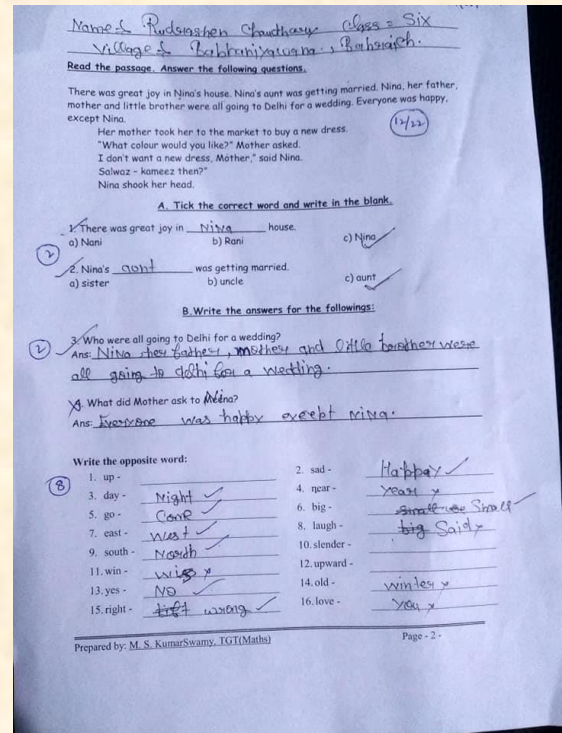 Name:- Rudrashen Chaudhary Class = Six
Village:- Bahraich.
Read the passage. Answer the following questions.
There was great joy in Nina's house. Nina's aunt was getting married. Nina, her father,
mother and little brother were all going to Delhi for a wedding. Everyone was happy,
except Nina.
Her mother took her to the market to buy a new dress.
"What colour would you like?" Mother asked.
I don't want a new dress, Mother," said Nina.
Salwaz - kameez then?"
Nina shook her head.
12/22
A. Tick the correct word and write in the blank.
1. There was great joy in Nina house.
a) Nani b) Rani c) Nina
2
2. Nina's aont was getting married.
a) sister b) uncle c) aunt
B.Write the answers for the followings:
3. Who were all going to Delhi for a wedding?
2
Ans: Nina her father, mother and little brother were
all going to delhi for a wedding.
4. What did Mother ask to Nina?
Ans: Everyone was happy except nina.
Write the opposite word:
8
1. up - 2. sad - Happay
3. day - Night 4. near - year
5. go - Come 6. big - Small
7. east - West 8. laugh - Said
9. south - North 10. slender -
11. win - 12. upward -
13. yes - NO 14. old - winter
15. right - wrong 16. love - you
Prepared by: M. S. KumarSwamy, TGT(Maths) Page - 2 -